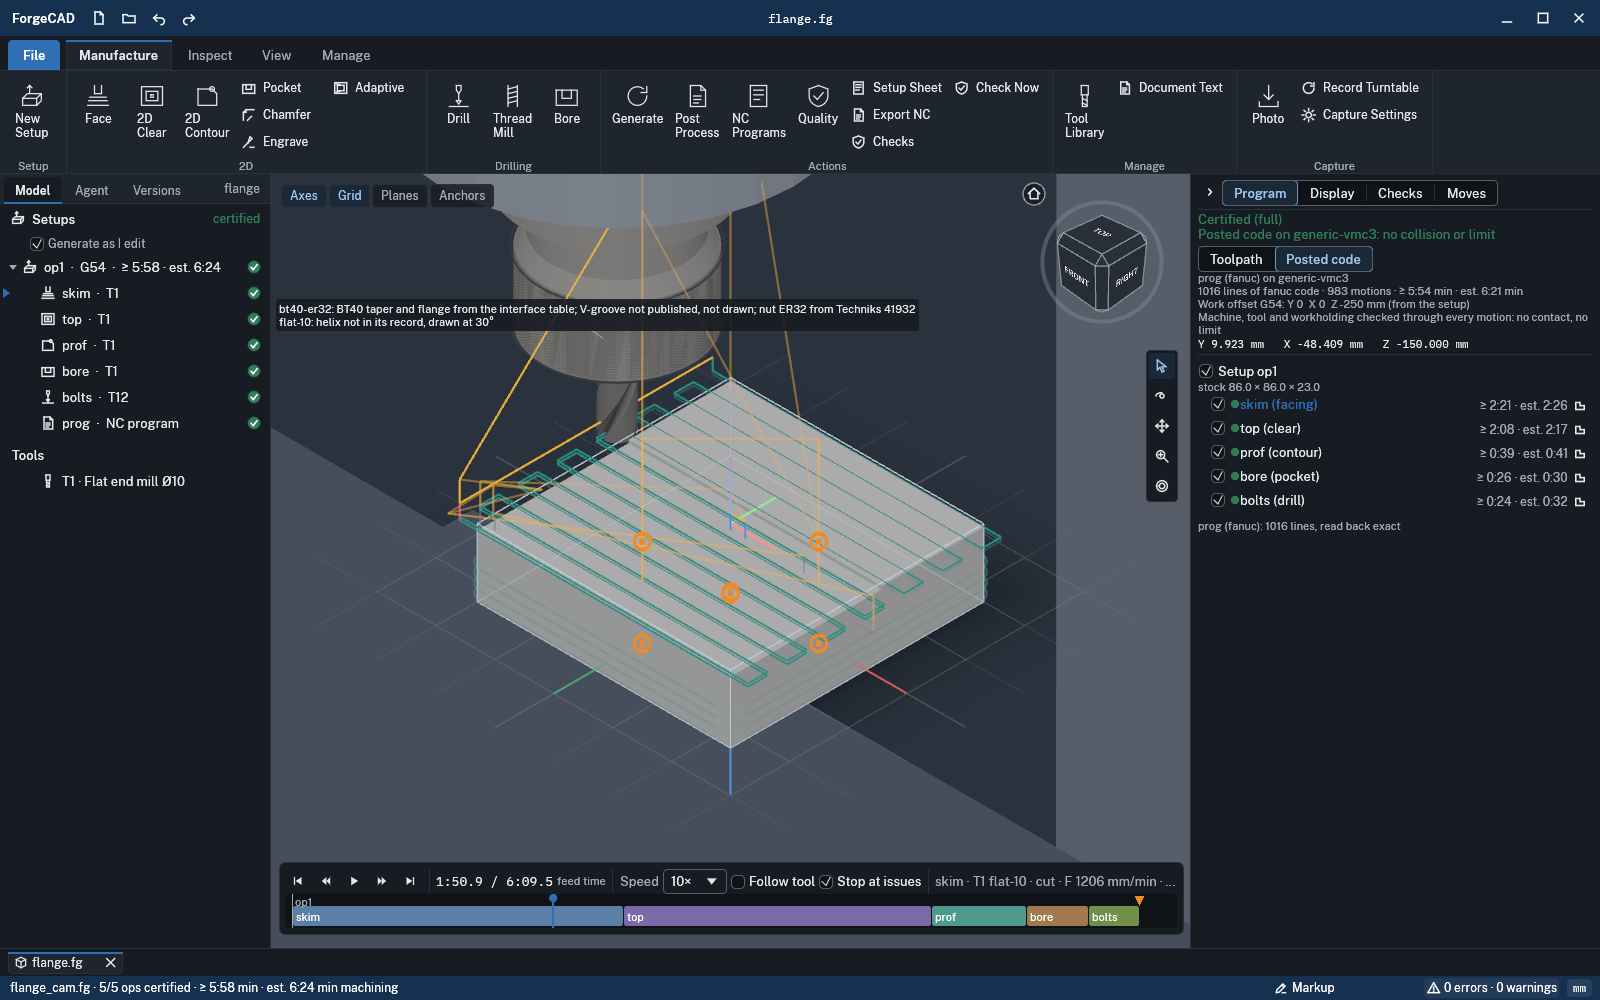 ForgeCAD
flange.fg
File
Manufacture
Inspect
View
Manage
New Setup
Face
2D Clear
2D Contour
Pocket
Chamfer
Engrave
Adaptive
Drill
Thread Mill
Bore
Generate
Post Process
NC Programs
Quality
Setup Sheet
Export NC
Checks
Check Now
Tool Library
Document Text
Photo
Record Turntable
Capture Settings
Setup
2D
Drilling
Actions
Manage
Capture
Model
Agent
Versions
flange
Setups
certified
Generate as I edit
op1 · G54 · ≥ 5:58 · est. 6:24
skim · T1
top · T1
prof · T1
bore · T1
bolts · T12
prog · NC program
Tools
T1 · Flat end mill Ø10
Axes
Grid
Planes
Anchors
TOP
FRONT
RIGHT
bt40-er32: BT40 taper and flange from the interface table; V-groove not published, not drawn; nut ER32 from Techniks 41932
flat-10: helix not in its record, drawn at 30°
1:50.9 / 6:09.5 feed time
Speed
10×
Follow tool
Stop at issues
skim · T1 flat-10 · cut · F 1206 mm/min · ...
op1
skim
top
prof
bore
bolts
Program
Display
Checks
Moves
Certified (full)
Posted code on generic-vmc3: no collision or limit
Toolpath
Posted code
prog (fanuc) on generic-vmc3
1016 lines of fanuc code · 983 motions · ≥ 5:54 min · est. 6:21 min
Work offset G54: Y 0 X 0 Z -250 mm (from the setup)
Machine, tool and workholding checked through every motion: no contact, no
limit
Y 9.923 mm X -48.409 mm Z -150.000 mm
Setup op1
stock 86.0 × 86.0 × 23.0
skim (facing) ≥ 2:21 · est. 2:26
top (clear) ≥ 2:08 · est. 2:17
prof (contour) ≥ 0:39 · est. 0:41
bore (pocket) ≥ 0:26 · est. 0:30
bolts (drill) ≥ 0:24 · est. 0:32
prog (fanuc): 1016 lines, read back exact
flange.fg
flange_cam.fg · 5/5 ops certified · ≥ 5:58 min · est. 6:24 min machining
Markup
0 errors · 0 warnings
mm